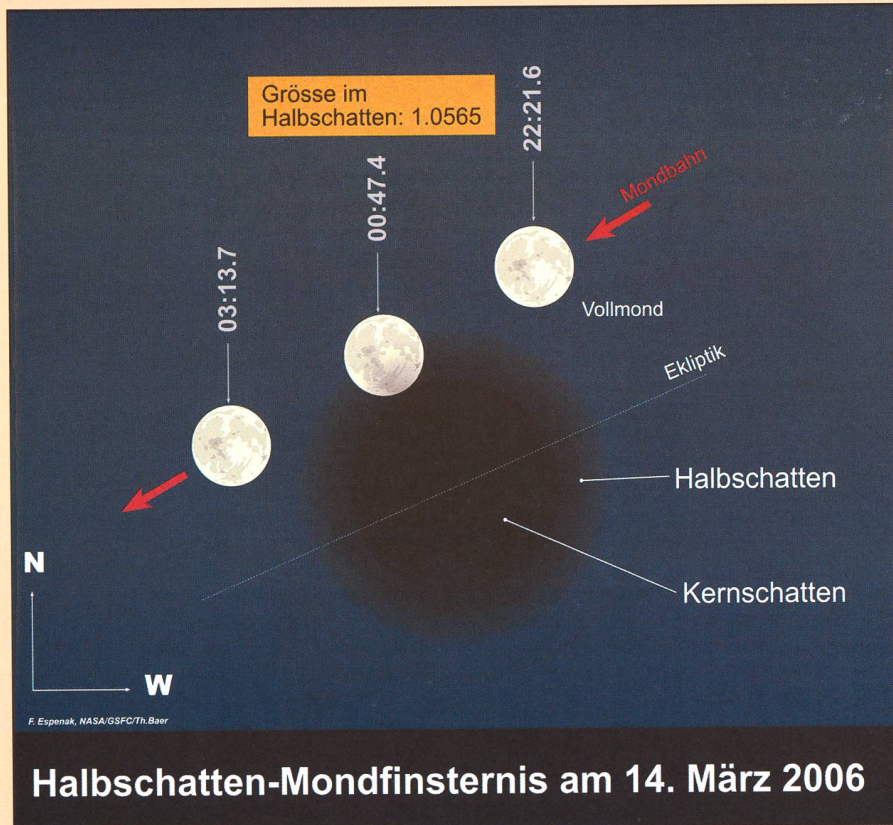 Grösse im
Halbschatten: 1.0565
22:21.6
00:47.4
03:13.7
Mondbahn
Vollmond
Ekliptik
Halbschatten
Kernschatten
N
W
F. Espenak, NASA/GSFC/Th.Baer
Halbschatten-Mondfinsternis am 14. März 2006